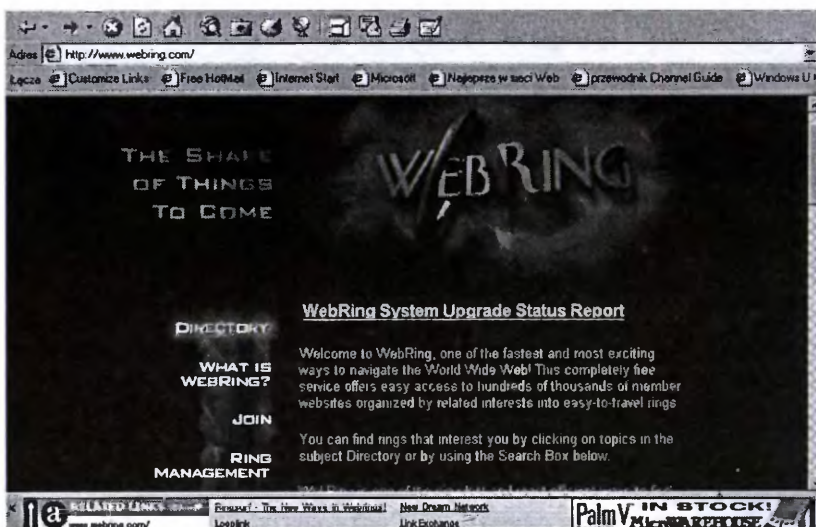 Adres http://www.webring.com/
Łącza Customize Links Free HotMail Internet Start Microsoft Najlepsze w sieci Web przewodnik Channel Guide Windows U
THE SHAPE
OF THINGS
TO COME
WEBRING
WebRing System Upgrade Status Report
DIRECTORY
Welcome to WebRing, one of the fastest and most exciting
ways to navigate the World Wide Web! This completely free
service offers easy access to hundreds of thousands of member
websites organized by related interests into easy-to-travel rings
WHAT IS
WEBRING?
JOIN
You can find rings that interest you by clicking on topics in the
subject Directory or by using the Search Box below.
RING
MANAGEMENT
a RELATED LINKS
www.webring.com/
The New Ways in Webrings!
Looplink
New Dream Network
Link Exchange
PalmV IN STOCK!
MicroWAREHOUSE